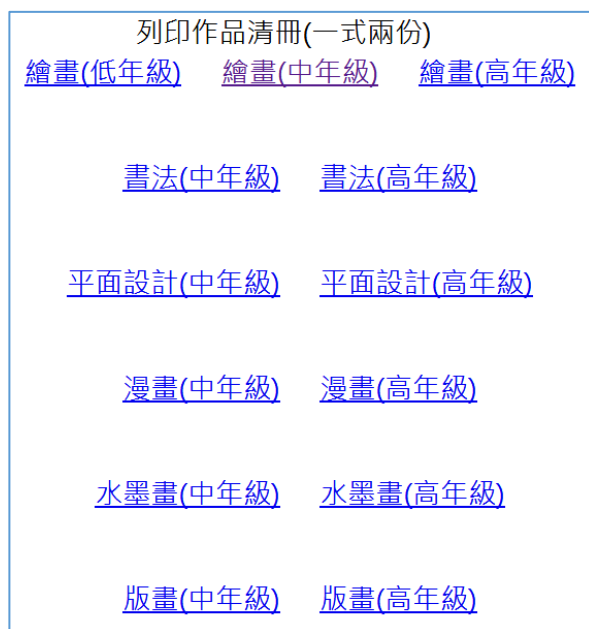 列印作品清冊(一式兩份)
繪畫(低年級) 繪畫(中年級) 繪畫(高年級)
書法(中年級) 書法(高年級)
平面設計(中年級) 平面設計(高年級)
漫畫(中年級) 漫畫(高年級)
水墨畫(中年級) 水墨畫(高年級)
版畫(中年級) 版畫(高年級)